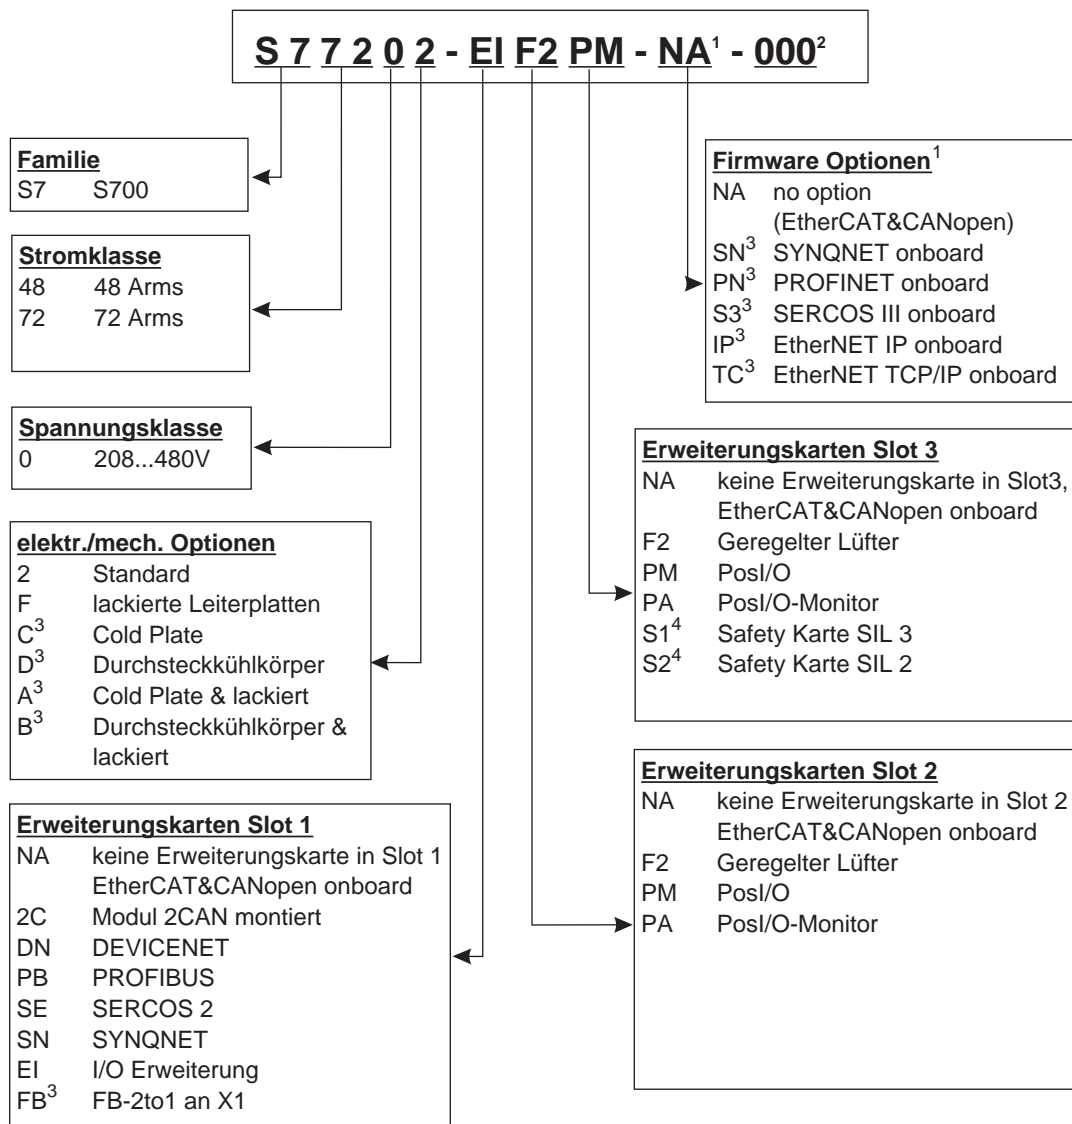 S 7 7 2 0 2 - EI F2 PM - NA¹ - 000²
Familie
S7 S700
Stromklasse
48 48 Arms
72 72 Arms
Spannungsklasse
0 208...480V
elektr./mech. Optionen
2 Standard
F lackierte Leiterplatten
C³ Cold Plate
D³ Durchsteckkühlkörper
A³ Cold Plate & lackiert
B³ Durchsteckkühlkörper &
lackiert
Erweiterungskarten Slot 1
NA keine Erweiterungskarte in Slot 1
EtherCAT&CANopen onboard
2C Modul 2CAN montiert
DN DEVICENET
PB PROFIBUS
SE SERCOS 2
SN SYNQNET
EI I/O Erweiterung
FB³ FB-2to1 an X1
Firmware Optionen¹
NA no option
(EtherCAT&CANopen)
SN³ SYNQNET onboard
PN³ PROFINET onboard
S3³ SERCOS III onboard
IP³ EtherNET IP onboard
TC³ EtherNET TCP/IP onboard
Erweiterungskarten Slot 3
NA keine Erweiterungskarte in Slot3,
EtherCAT&CANopen onboard
F2 Geregelter Lüfter
PM PosI/O
PA PosI/O-Monitor
S1⁴ Safety Karte SIL 3
S2⁴ Safety Karte SIL 2
Erweiterungskarten Slot 2
NA keine Erweiterungskarte in Slot 2
EtherCAT&CANopen onboard
F2 Geregelter Lüfter
PM PosI/O
PA PosI/O-Monitor